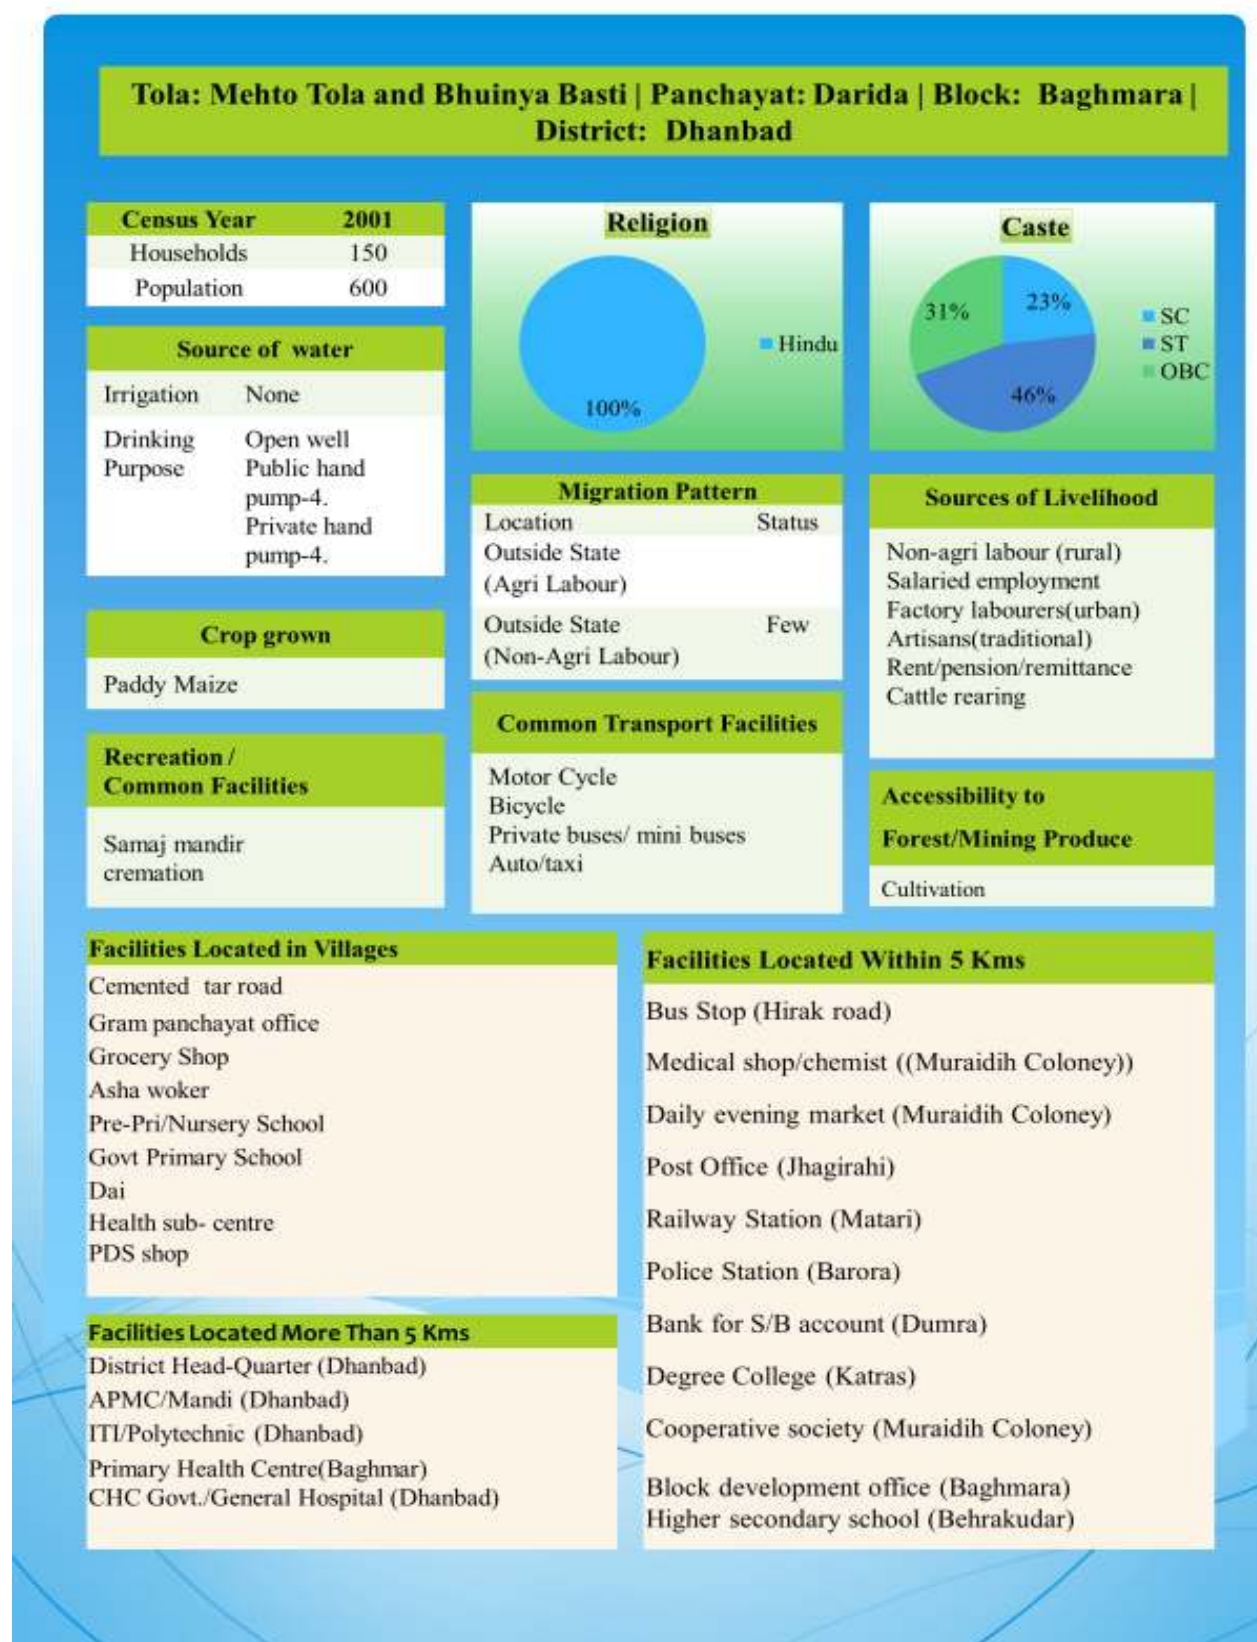 Tola: Mehto Tola and Bhuinya Basti | Panchayat: Darida | Block: Baghmara |
District: Dhanbad
Census Year 2001
Households 150
Population 600
Source of water
Irrigation None
Drinking Open well
Purpose Public hand
pump-4.
Private hand
pump-4.
Crop grown
Paddy Maize
Recreation /
Common Facilities
Samaj mandir
cremation
Religion
Hindu
100%
Migration Pattern
Location Status
Outside State
(Agri Labour)
Outside State Few
(Non-Agri Labour)
Common Transport Facilities
Motor Cycle
Bicycle
Private buses/ mini buses
Auto/taxi
Caste
31% 23%
46%
SC
ST
OBC
Sources of Livelihood
Non-agri labour (rural)
Salaried employment
Factory labourers(urban)
Artisans(traditional)
Rent/pension/remittance
Cattle rearing
Accessibility to
Forest/Mining Produce
Cultivation
Facilities Located in Villages
Cemented tar road
Gram panchayat office
Grocery Shop
Asha woker
Pre-Pri/Nursery School
Govt Primary School
Dai
Health sub- centre
PDS shop
Facilities Located More Than 5 Kms
District Head-Quarter (Dhanbad)
APMC/Mandi (Dhanbad)
ITI/Polytechnic (Dhanbad)
Primary Health Centre(Baghmar)
CHC Govt./General Hospital (Dhanbad)
Facilities Located Within 5 Kms
Bus Stop (Hirak road)
Medical shop/chemist ((Muraidih Coloney))
Daily evening market (Muraidih Coloney)
Post Office (Jhagirahi)
Railway Station (Matari)
Police Station (Barora)
Bank for S/B account (Dumra)
Degree College (Katras)
Cooperative society (Muraidih Coloney)
Block development office (Baghmara)
Higher secondary school (Behrakudar)